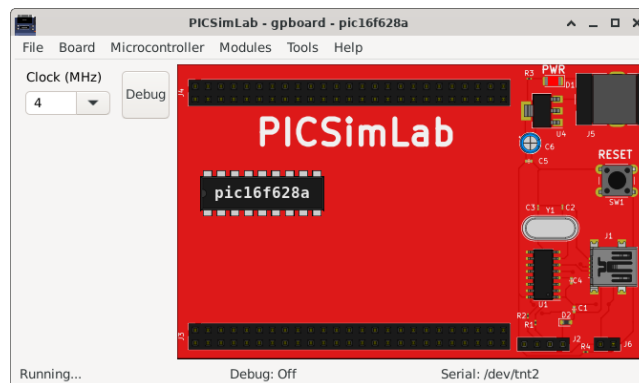 PICSimLab - gpboard - pic16f628a
File Board Microcontroller Modules Tools Help
Clock (MHz)
4
Debug
J4
R3
PWR
D1
U4
J5
C6
C5
PICSimLab
RESET
SW1
pic16f628a
C3
Y1
C2
J1
C4
U1
C1
R2
R1
D2
J3
J2
R4
J6
Running...
Debug: Off
Serial: /dev/tnt2